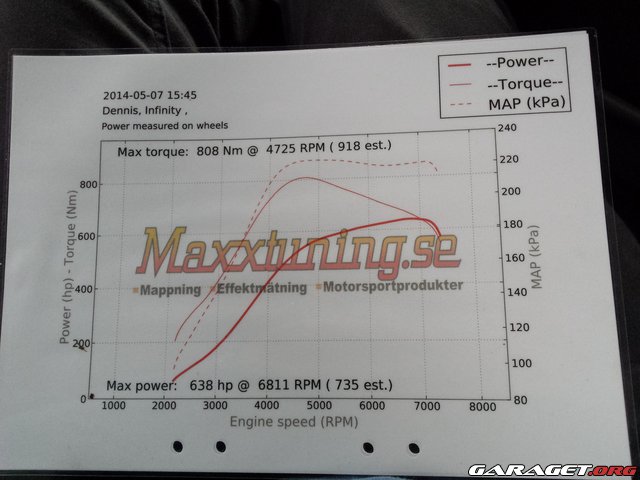 --Power--
--Torque--
MAP (kPa)
2014-05-07 15:45
Dennis, Infinity ,
Power measured on wheels
Max torque: 808 Nm @ 4725 RPM ( 918 est.)
800
600
400
200
0
Power (hp) - Torque (Nm)
240
220
200
180
160
140
120
100
80
MAP (kPa)
Maxxtuning.se
Mappning Effektmätning Motorsportprodukter
Max power: 638 hp @ 6811 RPM ( 735 est.)
1000 2000 3000 4000 5000 6000 7000 8000
Engine speed (RPM)
GARAGET.ORG